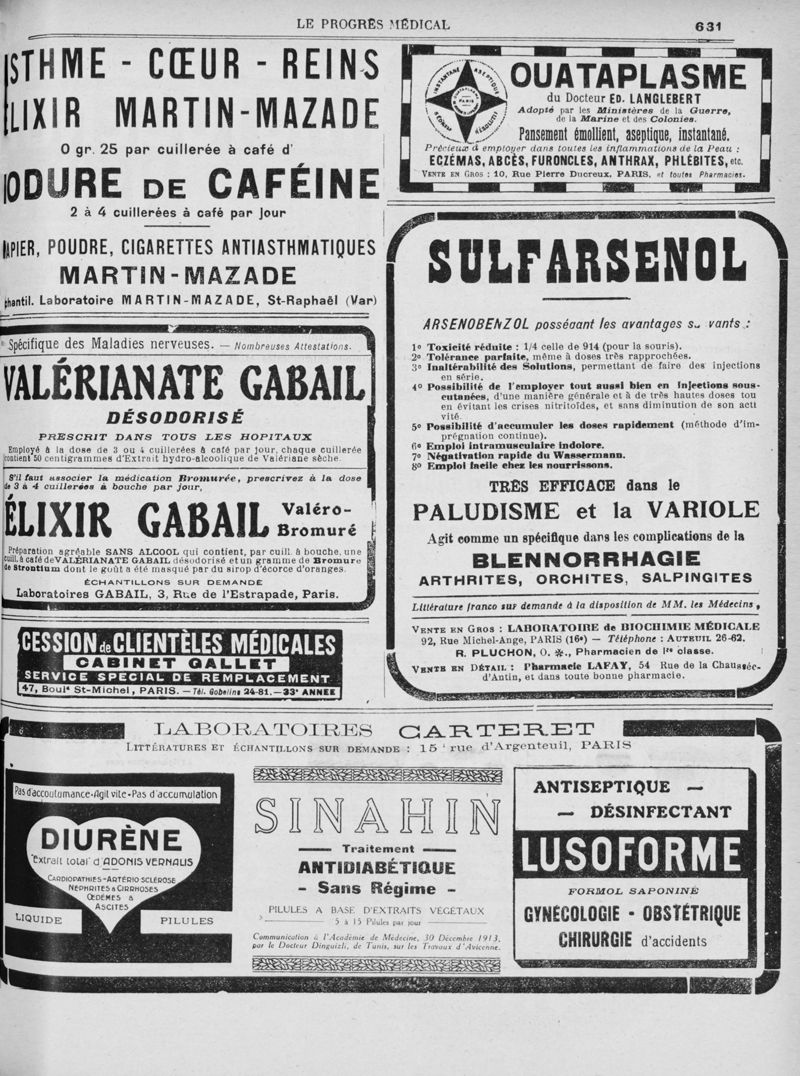 LE PROGRÈS MÉDICAL
631
STHME - CŒUR - REINS
LIXIR MARTIN-MAZADE
0 gr. 25 par cuillerée à café d'
IODURE DE CAFÉINE
2 à 4 cuillerées à café par jour
APIER, POUDRE, CIGARETTES ANTIASTHMATIQUES
MARTIN-MAZADE
chantil. Laboratoire MARTIN-MAZADE, St-Raphaël (Var)
Spécifique des Maladies nerveuses. — Nombreuses Attestations.
VALÉRIANATE GABAIL
DÉSODORISÉ
PRESCRIT DANS TOUS LES HOPITAUX
Employé à la dose de 3 ou 4 cuillerées à café par jour, chaque cuillerée
contient 50 centigrammes d'Extrait hydro-alcoolique de Valériane sèche.
S'il faut associer la médication Bromurée, prescrivez à la dose
de 3 à 4 cuillerées à bouche par jour,
ÉLIXIR GABAIL Valéro-
Bromuré
Préparation agréable SANS ALCOOL qui contient, par cuill. à bouche, une
cuill. à café de VALÉRIANATE GABAIL désodorisé et un gramme de Bromure
de Strontium dont le goût a été masqué par du sirop d'écorce d'oranges.
ÉCHANTILLONS SUR DEMANDE
Laboratoires GABAIL, 3, Rue de l'Estrapade, Paris.
CESSION de CLIENTÈLES MÉDICALES
CABINET GALLET
SERVICE SPECIAL DE REMPLACEMENT
47, Boulᵈ St-Michel, PARIS. — Tél. Gobelins 24-81. — 33ᵉ ANNÉE
INSTANTANÉ ASEPTIQUE
OUATAPLASME
PARIS
OUATAPLASME
du Docteur ED. LANGLEBERT
Adopté par les Ministères de la Guerre,
de la Marine et des Colonies.
Pansement émollient, aseptique, instantané.
Précieux à employer dans toutes les inflammations de la Peau :
ECZÉMAS, ABCÈS, FURONCLES, ANTHRAX, PHLÉBITES, etc.
VENTE EN GROS : 10, Rue Pierre Ducreux, PARIS, et toutes Pharmacies.
SULFARSENOL
ARSENOBENZOL possédant les avantages su vants :
1º Toxicité réduite : 1/4 celle de 914 (pour la souris).
2º Tolérance parfaite, même à doses très rapprochées.
3º Inaltérabilité des Solutions, permettant de faire des injections
en série.
4º Possibilité de l'employer tout aussi bien en injections sous-
cutanées, d'une manière générale et à de très hautes doses tou
en évitant les crises nitritoïdes, et sans diminution de son acti
vité.
5º Possibilité d'accumuler les doses rapidement (méthode d'im-
prégnation continue).
6º Emploi intramusculaire indolore.
7º Négativation rapide du Wassermann.
8º Emploi facile chez les nourrissons.
TRÈS EFFICACE dans le
PALUDISME et la VARIOLE
Agit comme un spécifique dans les complications de la
BLENNORRHAGIE
ARTHRITES, ORCHITES, SALPINGITES
Littérature franco sur demande à la disposition de MM. les Médecins,
VENTE EN GROS : LABORATOIRE de BIOCHIMIE MÉDICALE
92, Rue Michel-Ange, PARIS (16ᵉ) — Téléphone : AUTEUIL 26-62.
R. PLUCHON, O. ✻., Pharmacien de 1ʳᵉ classe.
VENTE EN DÉTAIL : Pharmacie LAFAY, 54 Rue de la Chaussée-
d'Antin, et dans toute bonne pharmacie.
LABORATOIRES CARTERET
LITTÉRATURES ET ÉCHANTILLONS SUR DEMANDE : 15 rue d'Argenteuil, PARIS
Pas d'accoutumance - Agit vite - Pas d'accumulation
DIURÈNE
"Extrait total" d'ADONIS VERNALIS
CARDIOPATHIES - ARTÉRIO SCLÉROSE
NÉPHRITES & CIRRHOSES
ŒDÈMES &
ASCITES
LIQUIDE
PILULES
SINAHIN
Traitement
ANTIDIABÉTIQUE
- Sans Régime -
PILULES A BASE D'EXTRAITS VÉGÉTAUX
5 à 15 Pilules par jour
Communication à l'Académie de Médecine, 30 Décembre 1913,
par le Docteur Dinguizli, de Tunis, sur les Travaux d'Avicenne.
ANTISEPTIQUE —
— DÉSINFECTANT
LUSOFORME
FORMOL SAPONINÉ
GYNÉCOLOGIE - OBSTÉTRIQUE
CHIRURGIE d'accidents